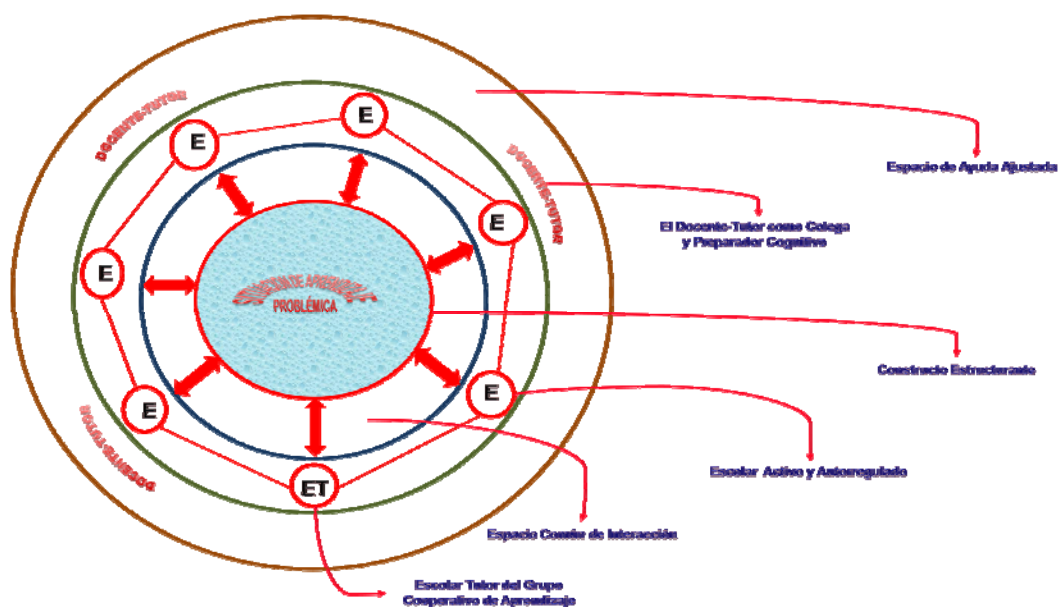 DOCENTE-TUTOR
E
E
Espacio de Ayuda Ajustada
DOCENTE-TUTOR
E
El Docente-Tutor como Colega
y Preparador Cognitivo
E
DE
PROBLÉMICA
Constructo Estructurante
E
E
DOCENTE-TUTOR
Escolar Activo y Autorregulado
ET
Espacio Común de Interacción
Escolar Tutor del Grupo
Cooperativo de Aprendizaje